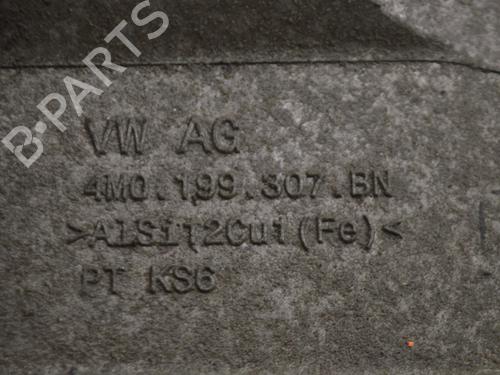 B-PARTS
VW AG
4M0.199.307.BN
>AlSi12Cu1(Fe)<
PT KS6